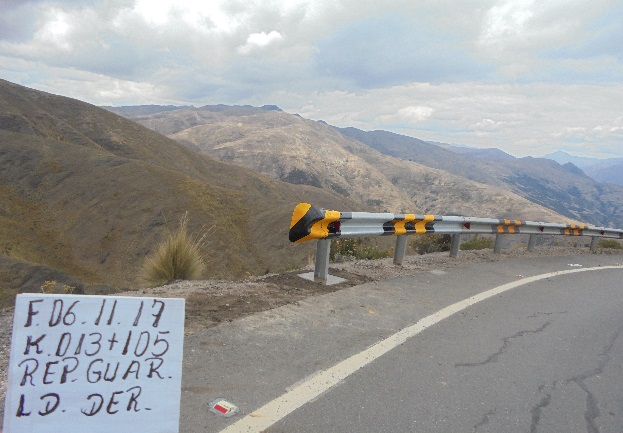 F.06.11.17
K.013+105
REP. GUAR.
LD. DER.